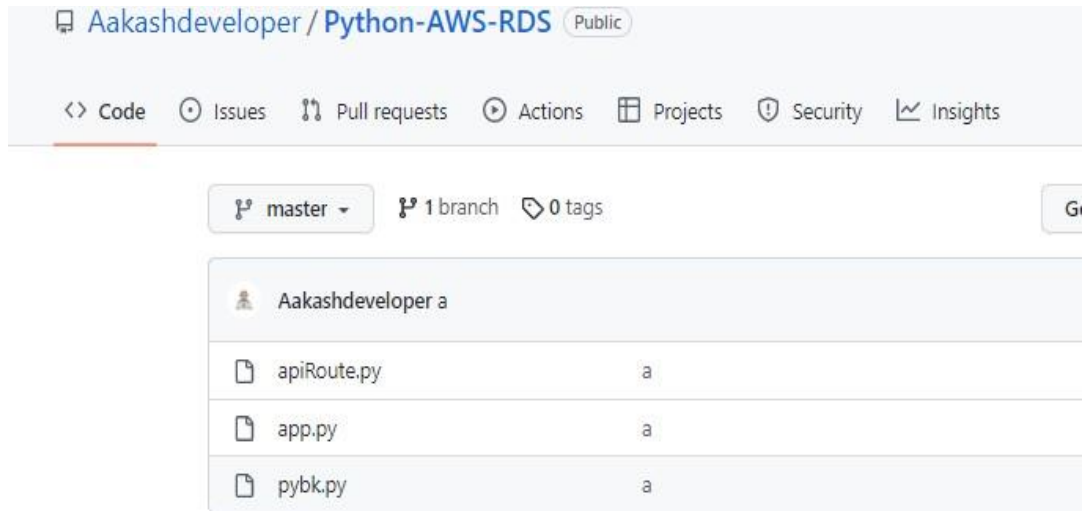 Aakashdeveloper / Python-AWS-RDS Public
<> Code Issues Pull requests Actions Projects Security Insights
master 1 branch 0 tags
Aakashdeveloper a
apiRoute.py a
app.py a
pybk.py a